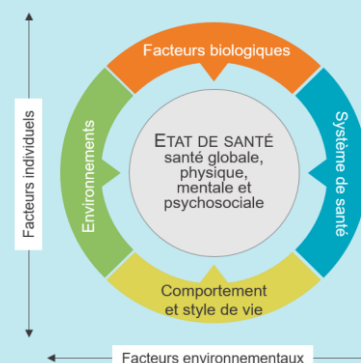 Facteurs biologiques
Facteurs individuels
Environnements
ETAT DE SANTÉ
santé globale,
physique,
mentale et
psychosociale
Système de santé
Comportement
et style de vie
Facteurs environnementaux